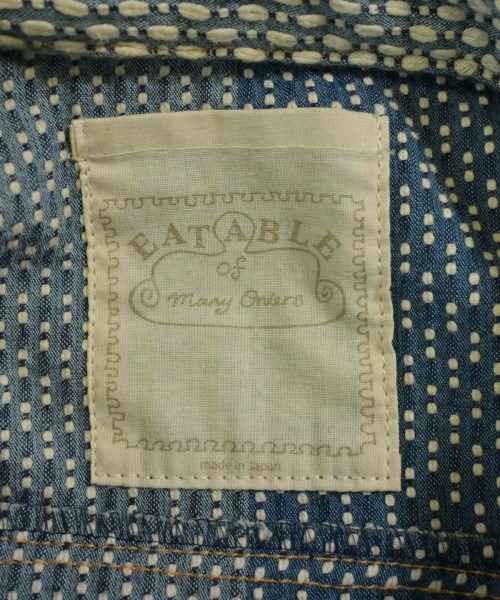 EATABLE
of
Many Orders
made in Japan